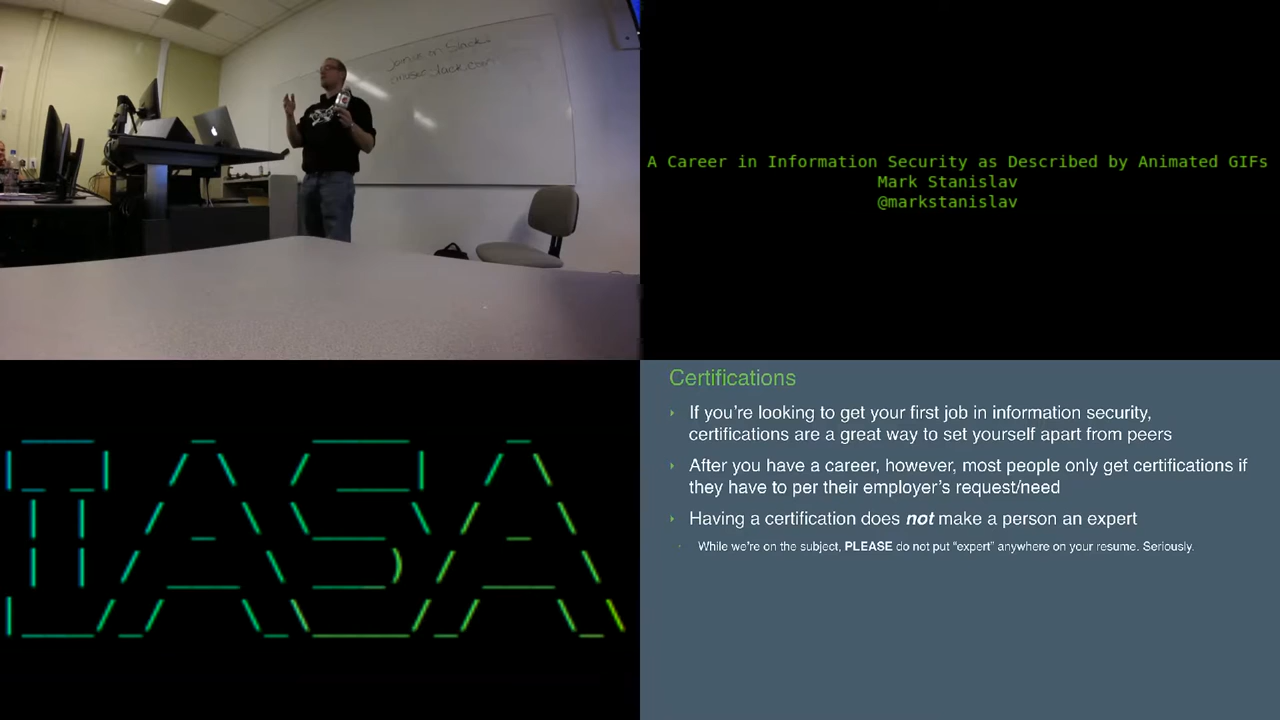 Join us on Slack!
A Career in Information Security as Described by Animated GIFs
Mark Stanislav
@markstanislav
IASA
Certifications
If you're looking to get your first job in information security,
certifications are a great way to set yourself apart from peers
After you have a career, however, most people only get certifications if
they have to per their employer's request/need
Having a certification does not make a person an expert
While we're on the subject, PLEASE do not put "expert" anywhere on your resume. Seriously.